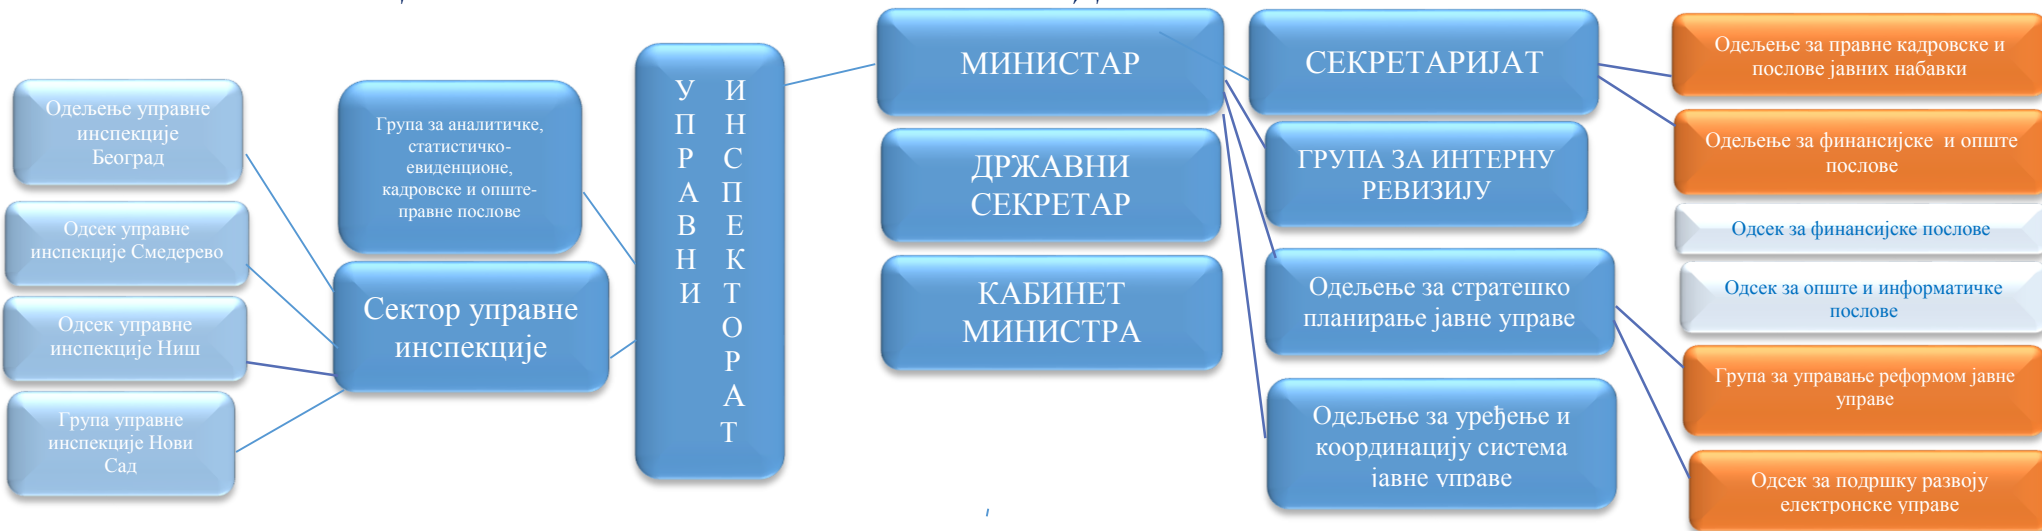 Одељење управне
инспекције
Београд
Одсек управне
инспекције Смедерево
Одсек управне
инспекције Ниш
Група управне
инспекције Нови
Сад
Група за аналитичке,
статистичко-
евиденционе,
кадровске и опште-
правне послове
Сектор управне
инспекције
УПРАВНИ
ИНСПЕКТОРАТ
МИНИСТАР
ДРЖАВНИ
СЕКРЕТАР
КАБИНЕТ
МИНИСТРА
СЕКРЕТАРИЈАТ
ГРУПА ЗА ИНТЕРНУ
РЕВИЗИЈУ
Одељење за стратешко
планирање јавне управе
Одељење за уређење и
координацију система
јавне управе
Одељење за правне кадровске и
послове јавних набавки
Одељење за финансијске и опште
послове
Одсек за финансијске послове
Одсек за опште и информатичке
послове
Група за управање реформом јавне
управе
Одсек за подршку развоју
електронске управе